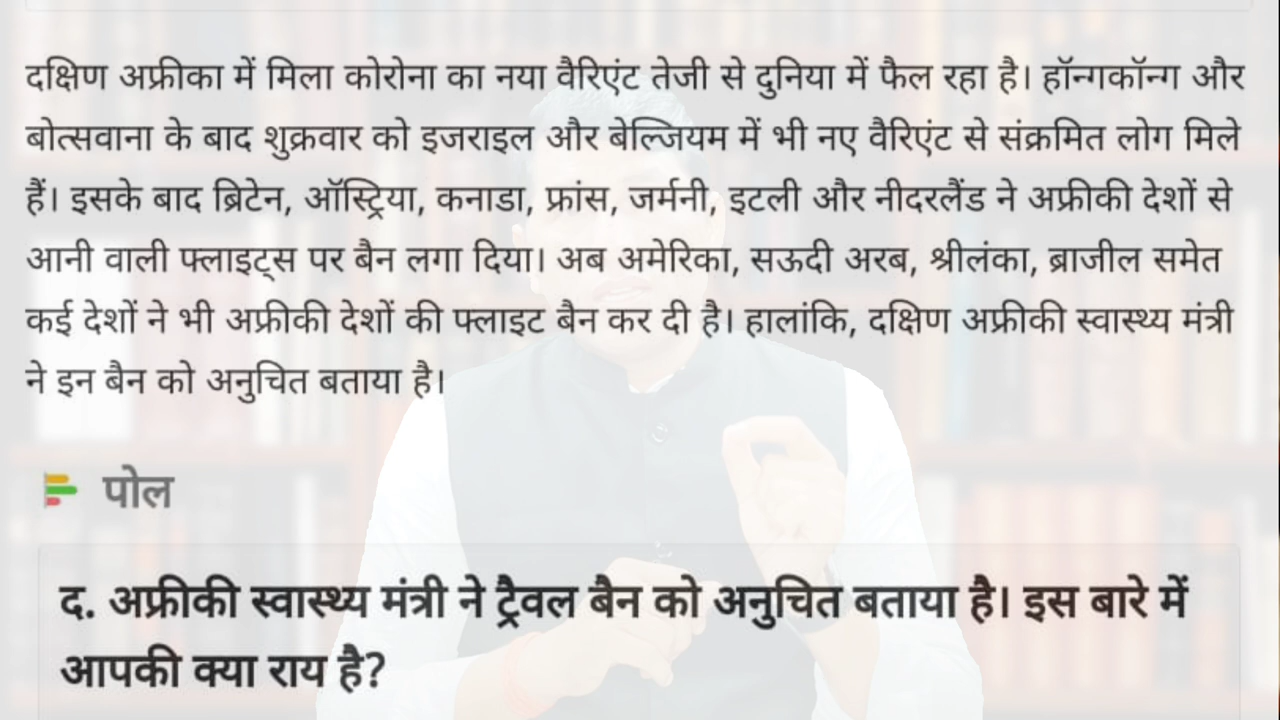 दक्षिण अफ्रीका में मिला कोरोना का नया वैरिएंट तेजी से दुनिया में फैल रहा है। हॉन्गकॉन्ग और
बोत्सवाना के बाद शुक्रवार को इजराइल और बेल्जियम में भी नए वैरिएंट से संक्रमित लोग मिले
हैं। इसके बाद ब्रिटेन, ऑस्ट्रिया, कनाडा, फ्रांस, जर्मनी, इटली और नीदरलैंड ने अफ्रीकी देशों से
आनी वाली फ्लाइट्स पर बैन लगा दिया। अब अमेरिका, सऊदी अरब, श्रीलंका, ब्राजील समेत
कई देशों ने भी अफ्रीकी देशों की फ्लाइट बैन कर दी है। हालांकि, दक्षिण अफ्रीकी स्वास्थ्य मंत्री
ने इन बैन को अनुचित बताया है।
पोल
द. अफ्रीकी स्वास्थ्य मंत्री ने ट्रैवल बैन को अनुचित बताया है। इस बारे में
आपकी क्या राय है?